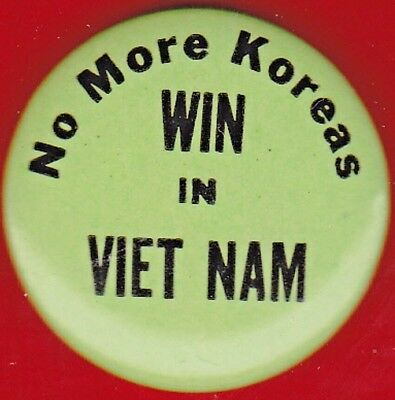 No More Koreas
WIN
IN
VIET NAM